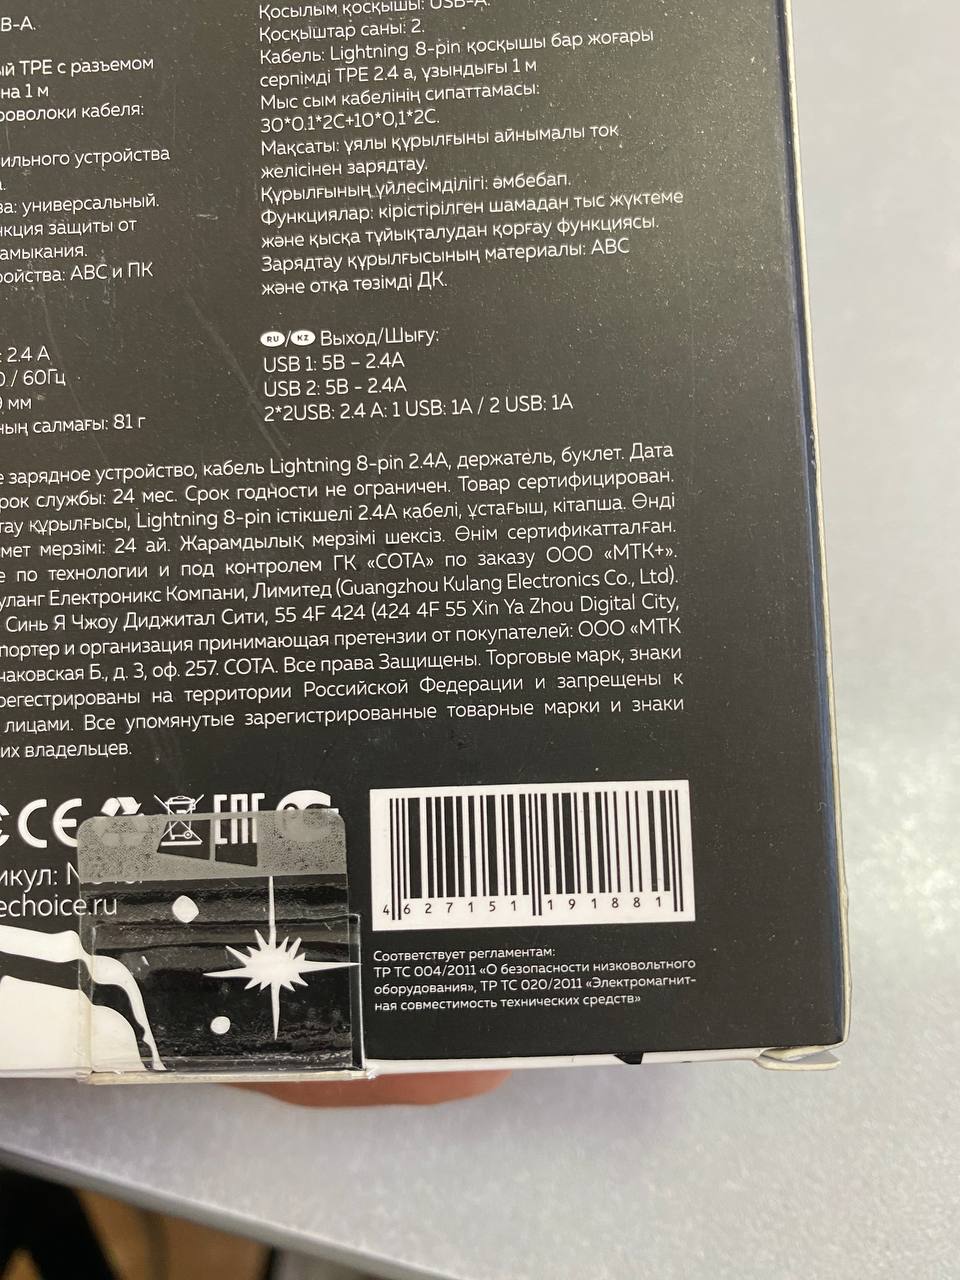 B-A.
ый TPE с разъемом
на 1 м
роволоки кабеля:
ильного устройства
ва: универсальный.
нкция защиты от
амыкания.
ройства: АВС и ПК
: 2.4 А
0 / 60Гц
9 мм
ның салмағы: 81 г
Қосылым қосқышы: USB-A.
Қосқыштар саны: 2.
Кабель: Lightning 8-pin қосқышы бар жоғары
серпімді TPE 2.4 а, ұзындығы 1 м
Мыс сым кабелінің сипаттамасы:
30*0.1*2C+10*0,1*2C.
Мақсаты: ұялы құрылғыны айнымалы ток
желісінен зарядтау.
Құрылғының үйлесімділігі: әмбебап.
Функциялар: кірістірілген шамадан тыс жүктеме
және қысқа тұйықталудан қорғау функциясы.
Зарядтау құрылғысының материалы: АВС
және отқа төзімді ДК.
RU/KZ Выход/Шығу:
USB 1: 5В – 2.4А
USB 2: 5В - 2.4А
2*2USB: 2.4 А: 1 USB: 1А / 2 USB: 1А
е зарядное устройство, кабель Lightning 8-pin 2.4А, держатель, буклет. Дата
рок службы: 24 мес. Срок годности не ограничен. Товар сертифицирован.
тау құрылғысы, Lightning 8-pin істікшелі 2.4А кабелі, ұстағыш, кітапша. Өнді
мет мерзімі: 24 ай. Жарамдылық мерзімі шексіз. Өнім сертификатталған.
е по технологии и под контролем ГК «СОТА» по заказу ООО «МТК+».
уланг Електроникс Компани, Лимитед (Guangzhou Kulang Electronics Co., Ltd).
Синь Я Чжоу Диджитал Сити, 55 4F 424 (424 4F 55 Xin Ya Zhou Digital City,
портер и организация принимающая претензии от покупателей: ООО «МТК
чаковская Б., д. 3, оф. 257. СОТА. Все права Защищены. Торговые марк, знаки
регестрированы на территории Российской Федерации и запрещены к
лицами. Все упомянутые зарегистрированные товарные марки и знаки
их владельцев.
CE EAC
икул:
echoice.ru
4 627151 191881
Соответствует регламентам:
ТР ТС 004/2011 «О безопасности низковольтного
оборудования», ТР ТС 020/2011 «Электромагнит-
ная совместимость технических средств»